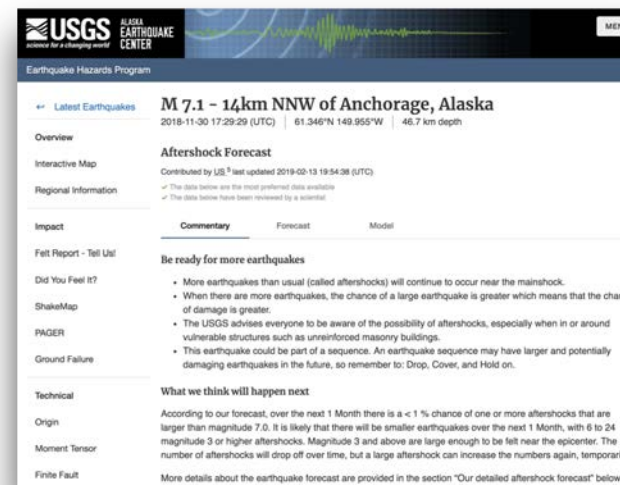 USGS
science for a changing world
ALASKA
EARTHQUAKE
CENTER
Earthquake Hazards Program
Latest Earthquakes
Overview
Interactive Map
Regional Information
Impact
Felt Report - Tell Us!
Did You Feel It?
ShakeMap
PAGER
Ground Failure
Technical
Origin
Moment Tensor
Finite Fault
M 7.1 - 14km NNW of Anchorage, Alaska
2018-11-30 17:29:29 (UTC) | 61.346°N 149.955°W | 46.7 km depth
Aftershock Forecast
Contributed by US 5 last updated 2019-02-13 19:54:38 (UTC)
✓ The data below are the most preferred data available
✓ The data below have been reviewed by a scientist
Commentary Forecast Model
Be ready for more earthquakes
• More earthquakes than usual (called aftershocks) will continue to occur near the mainshock.
• When there are more earthquakes, the chance of a large earthquake is greater which means that the
of damage is greater.
• The USGS advises everyone to be aware of the possibility of aftershocks, especially when in or around
vulnerable structures such as unreinforced masonry buildings.
• This earthquake could be part of a sequence. An earthquake sequence may have larger and potentially
damaging earthquakes in the future, so remember to: Drop, Cover, and Hold on.
What we think will happen next
According to our forecast, over the next 1 Month there is a < 1 % chance of one or more aftershocks that are
larger than magnitude 7.0. It is likely that there will be smaller earthquakes over the next 1 Month, with 6 to 24
magnitude 3 or higher aftershocks. Magnitude 3 and above are large enough to be felt near the epicenter. The
number of aftershocks will drop off over time, but a large aftershock can increase the numbers again,
More details about the earthquake forecast are provided in the section "Our detailed aftershock forecast" below